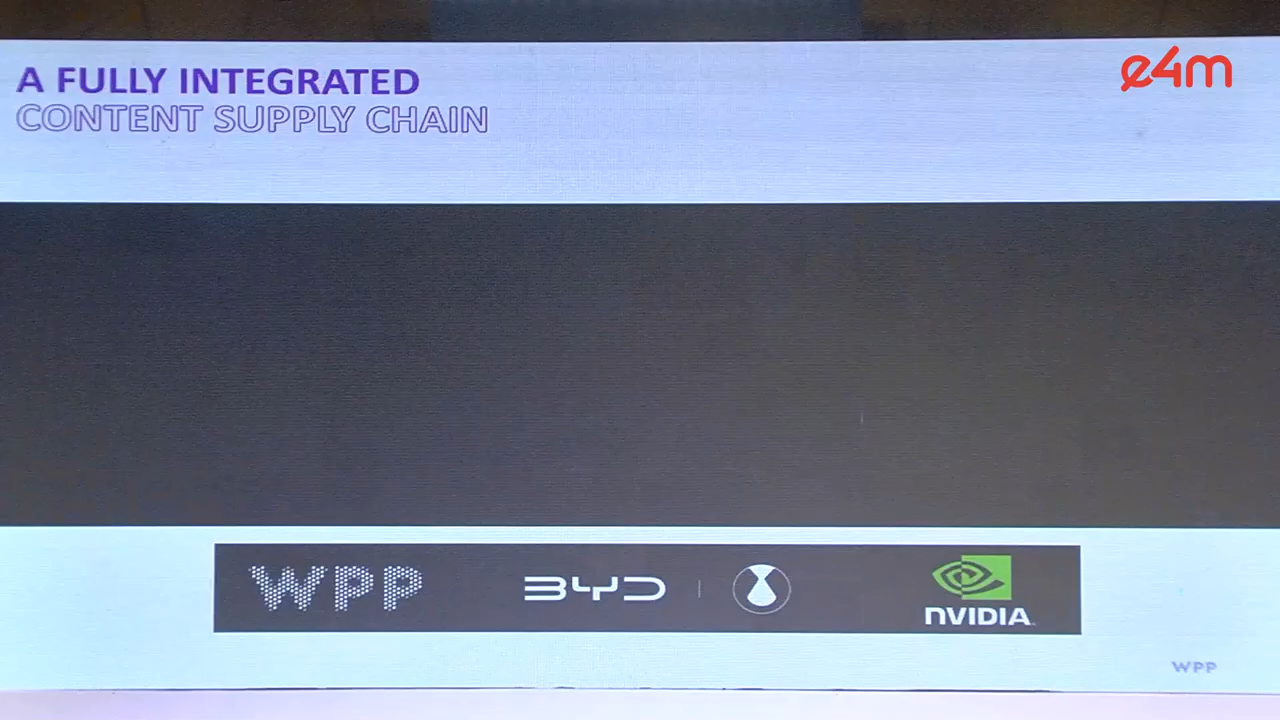 A FULLY INTEGRATED
CONTENT SUPPLY CHAIN
e4m
WPP
BYD
NVIDIA
WPP